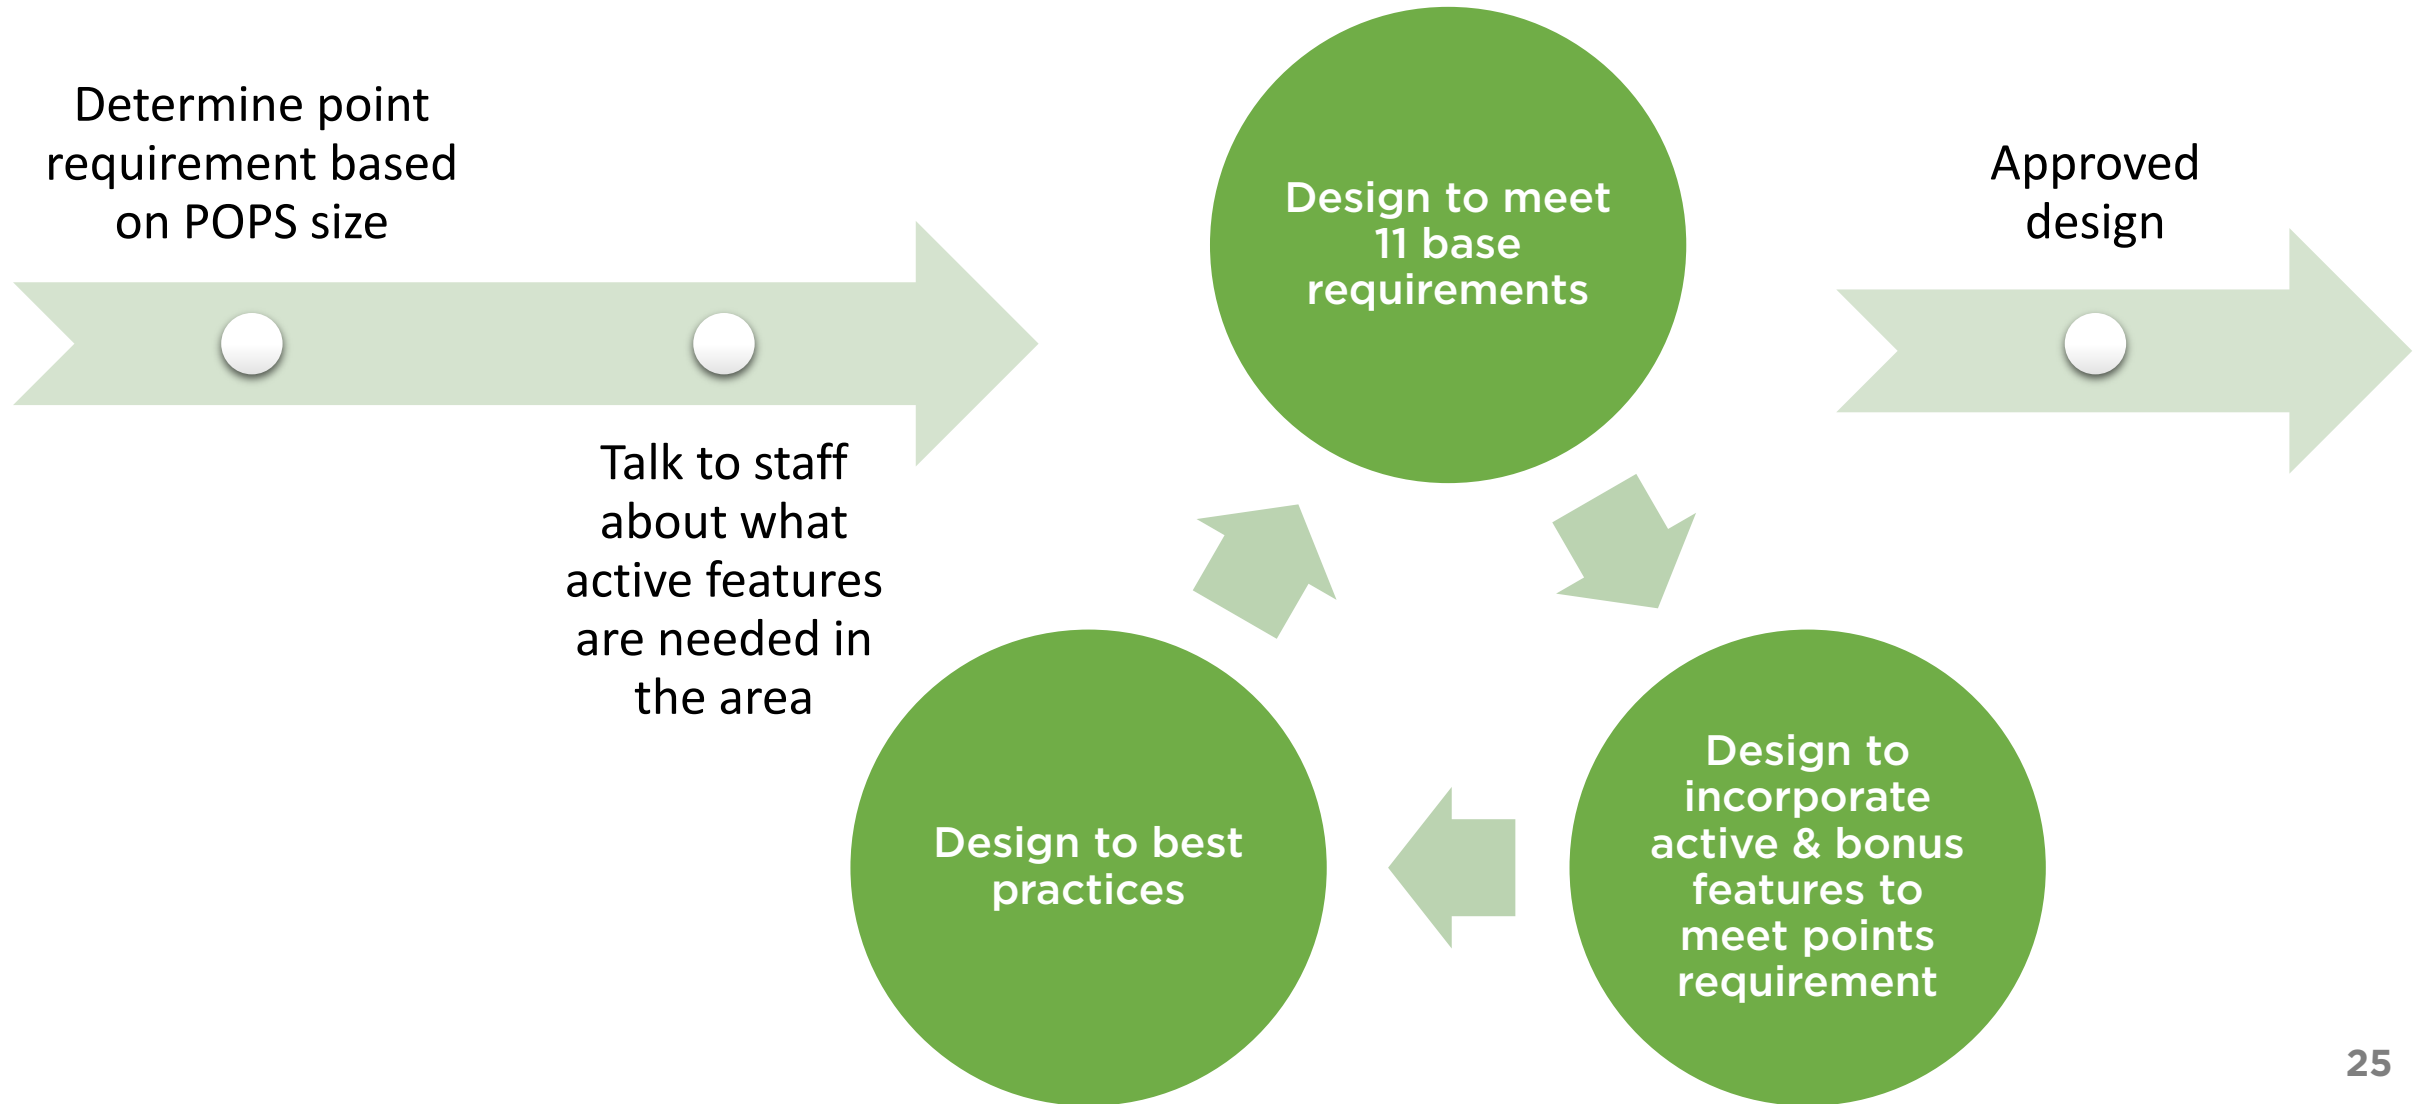 Determine point
requirement based
on POPS size
Talk to staff
about what
active features
are needed in
the area
Design to meet
11 base
requirements
Design to
incorporate
active & bonus
features to
meet points
requirement
Design to best
practices
Approved
design
25